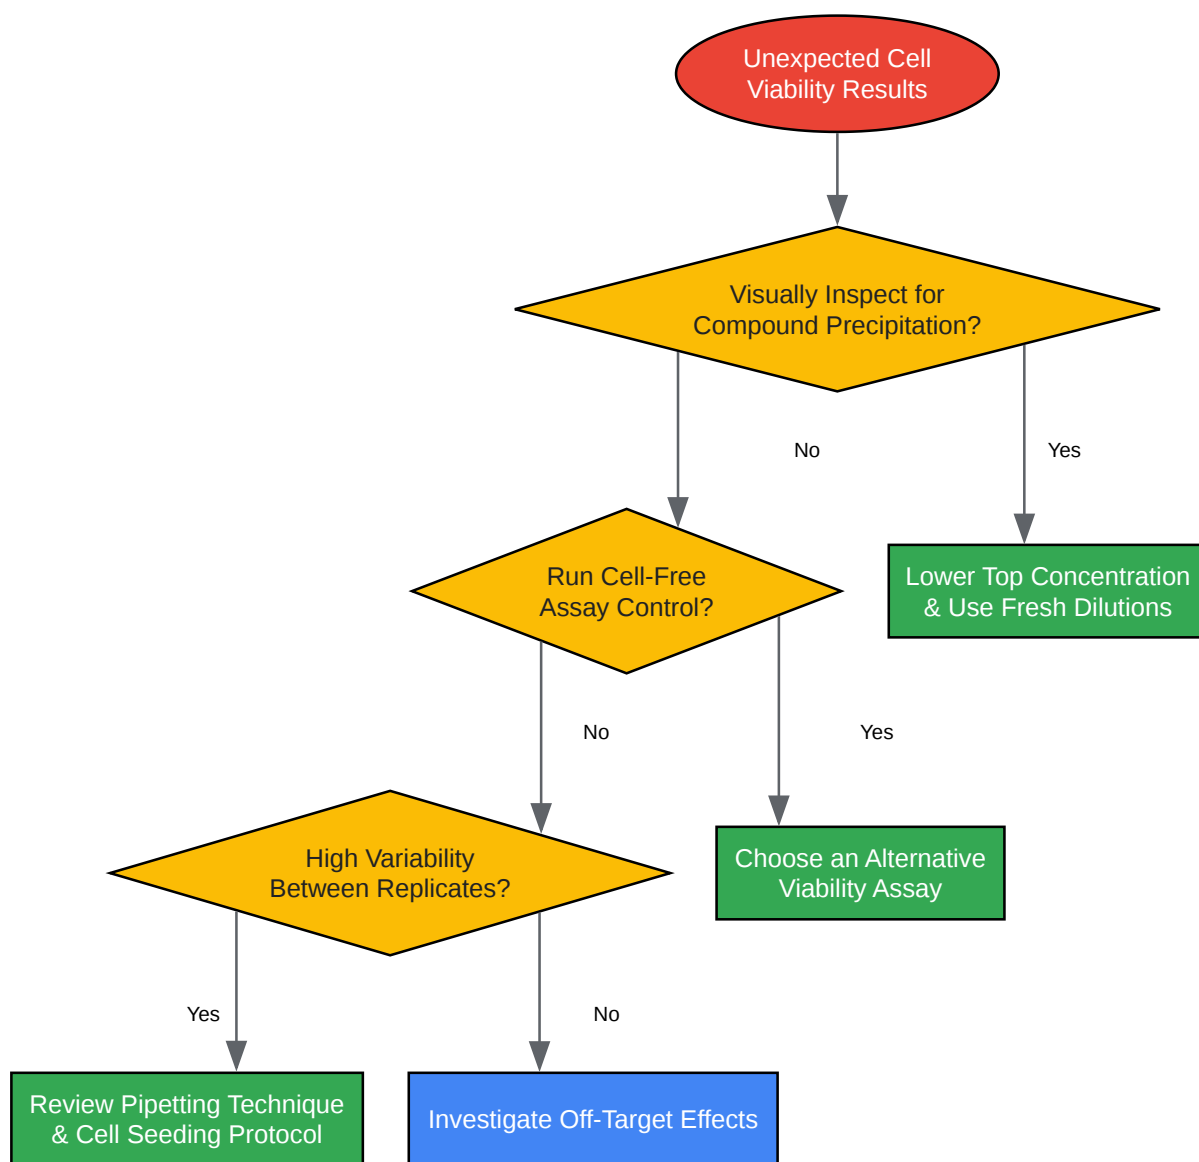 Unexpected Cell
Viability Results
Visually Inspect for
Compound Precipitation?
No
Yes
Run Cell-Free
Assay Control?
Lower Top Concentration
& Use Fresh Dilutions
No
Yes
High Variability
Between Replicates?
Choose an Alternative
Viability Assay
Yes
No
Review Pipetting Technique
& Cell Seeding Protocol
Investigate Off-Target Effects